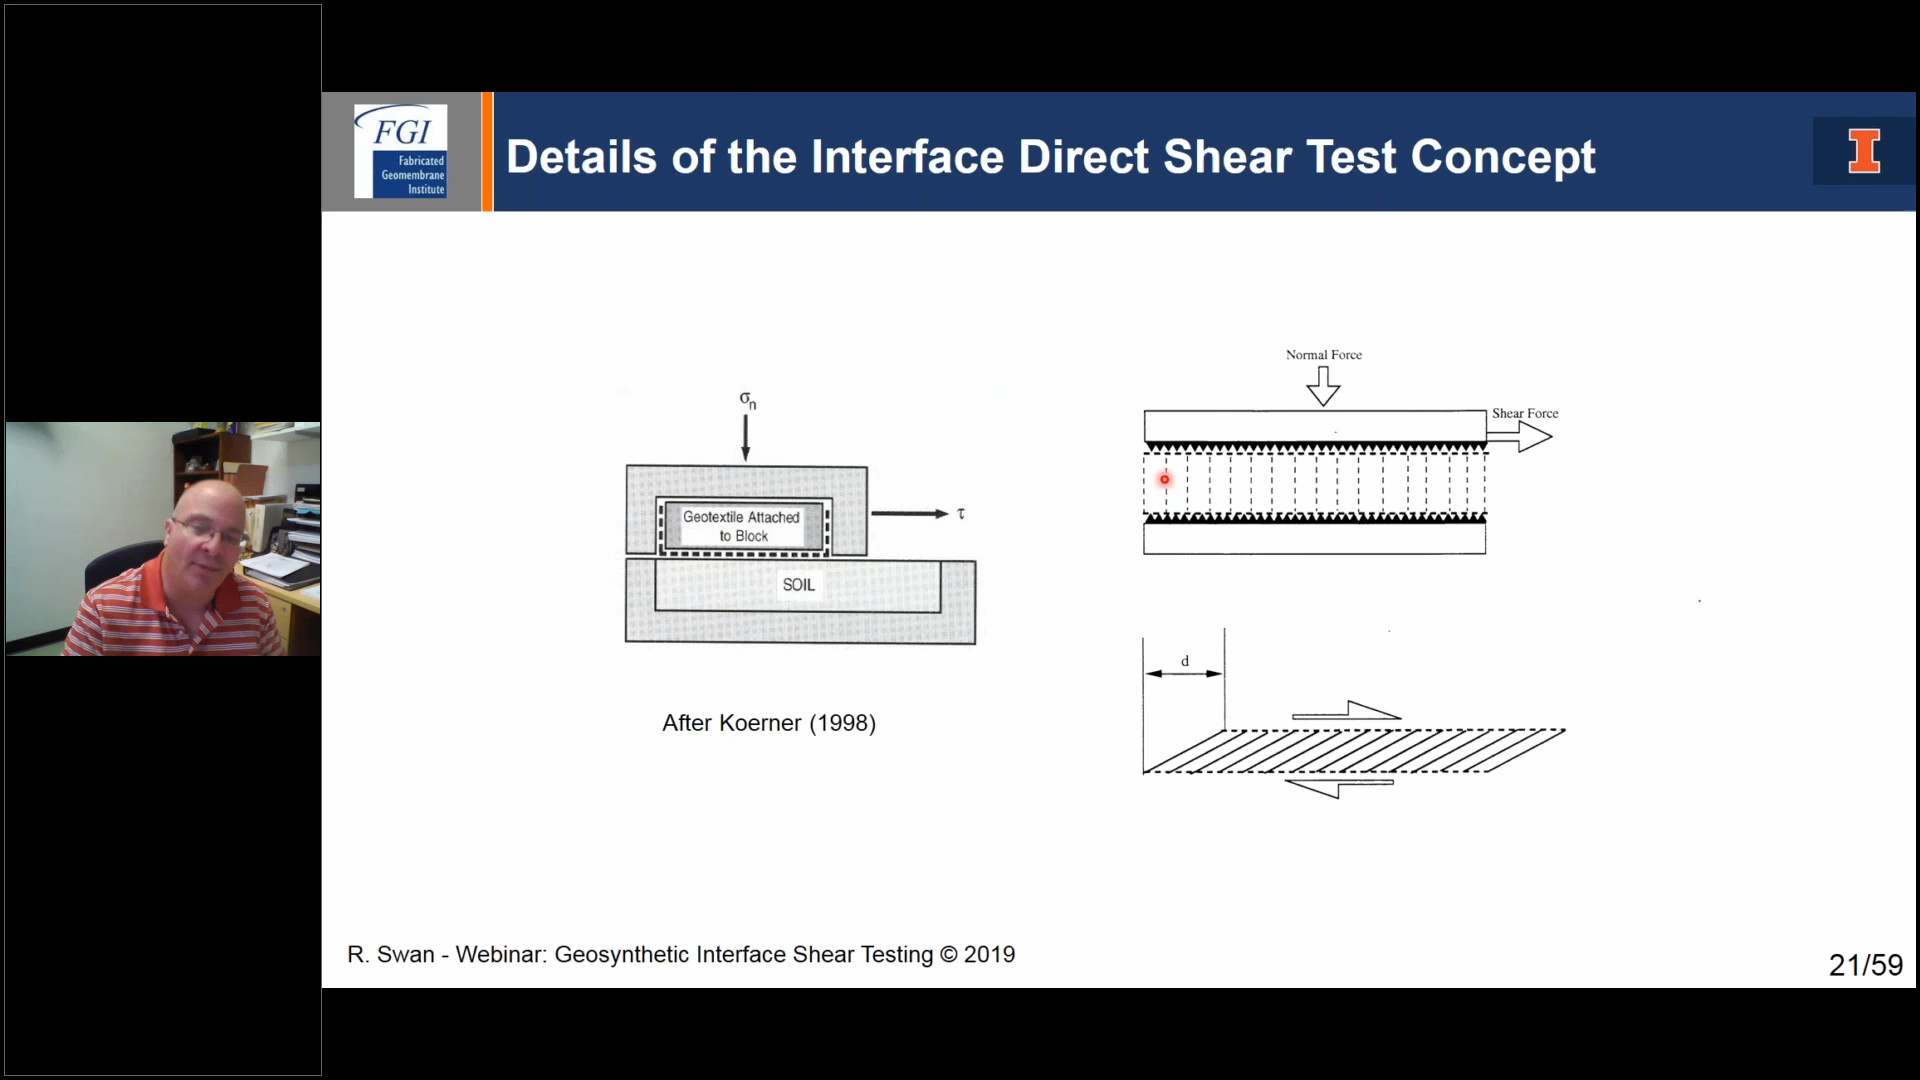 FGI
Fabricated
Geomembrane
Institute
Details of the Interface Direct Shear Test Concept
I
σn
Geotextile Attached
to Block
τ
SOIL
After Koerner (1998)
Normal Force
Shear Force
d
R. Swan - Webinar: Geosynthetic Interface Shear Testing © 2019
21/59